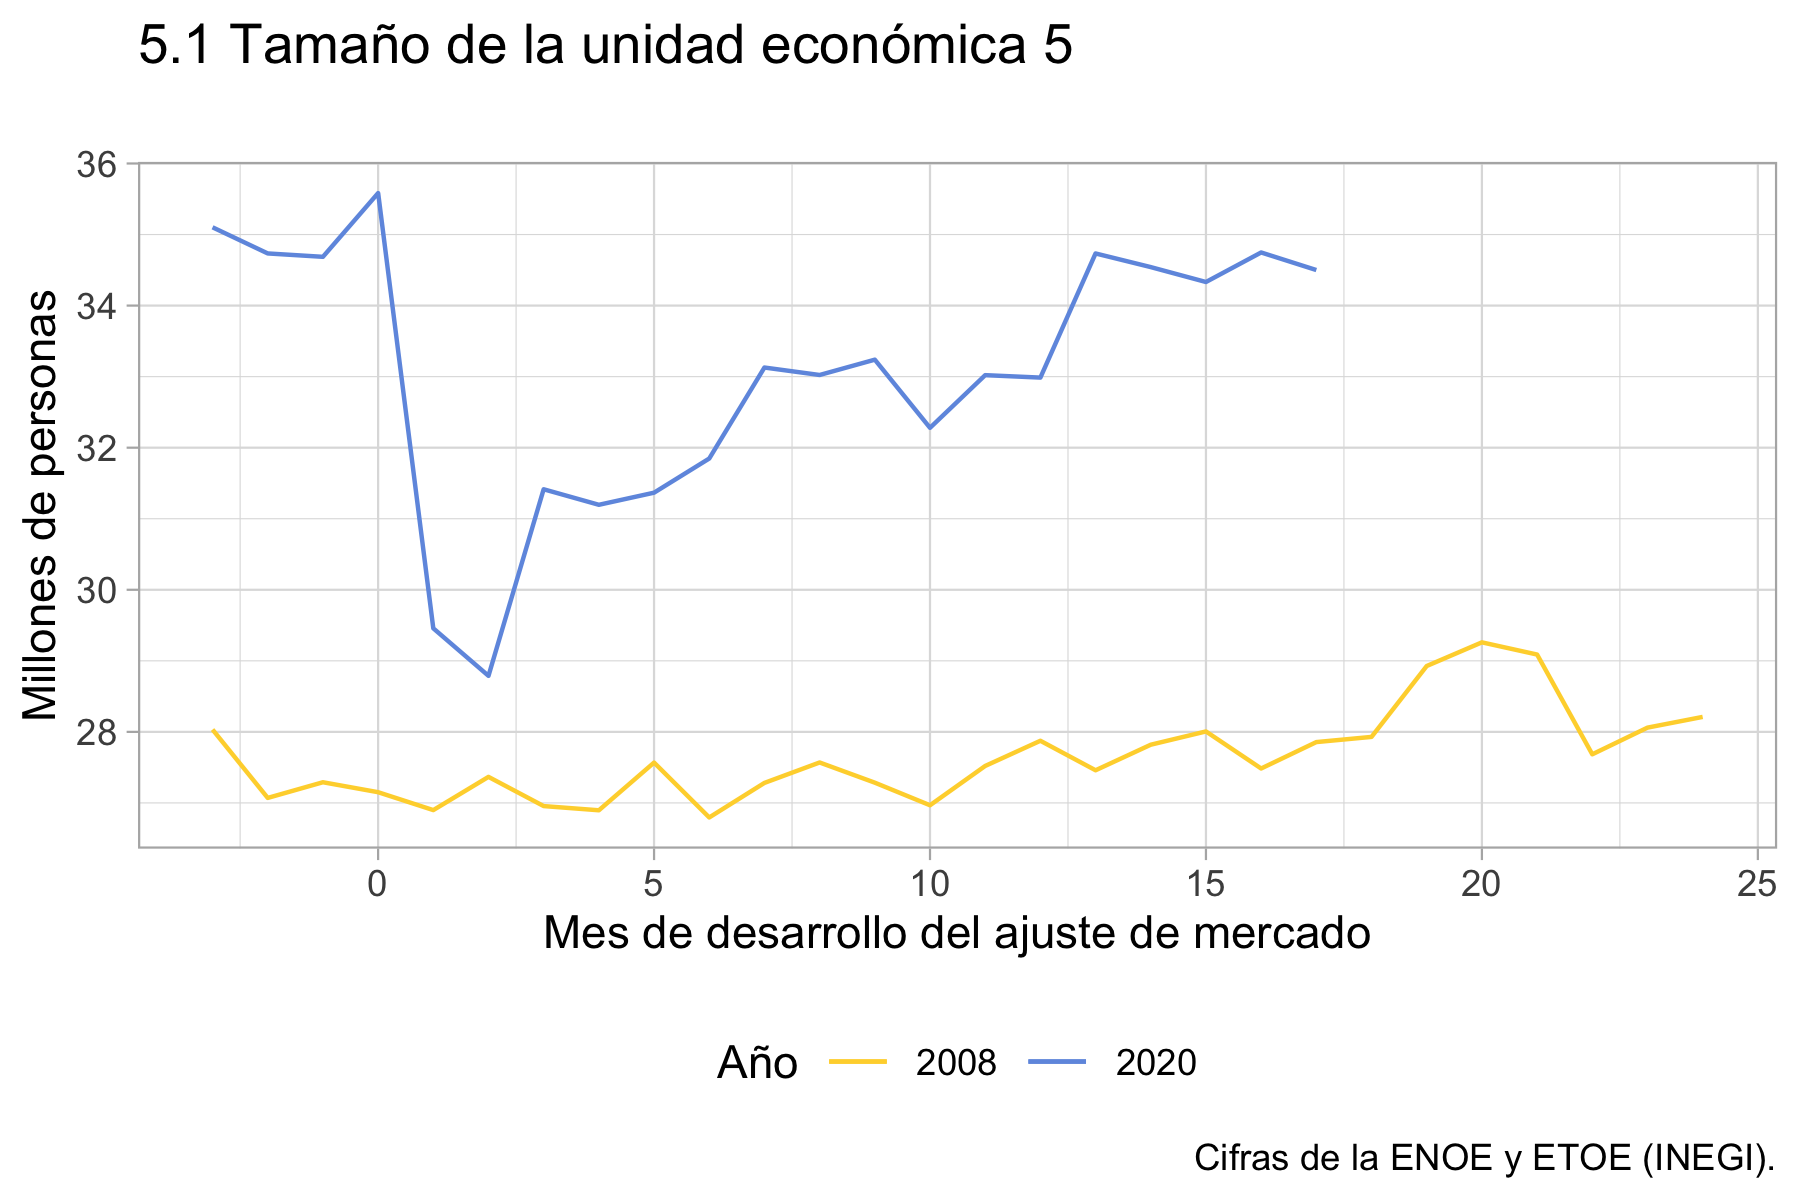 5.1 Tamaño de la unidad económica 5
Millones de personas
36
34
32
30
28
0 5 10 15 20 25
Mes de desarrollo del ajuste de mercado
Año 2008 2020
Cifras de la ENOE y ETOE (INEGI).